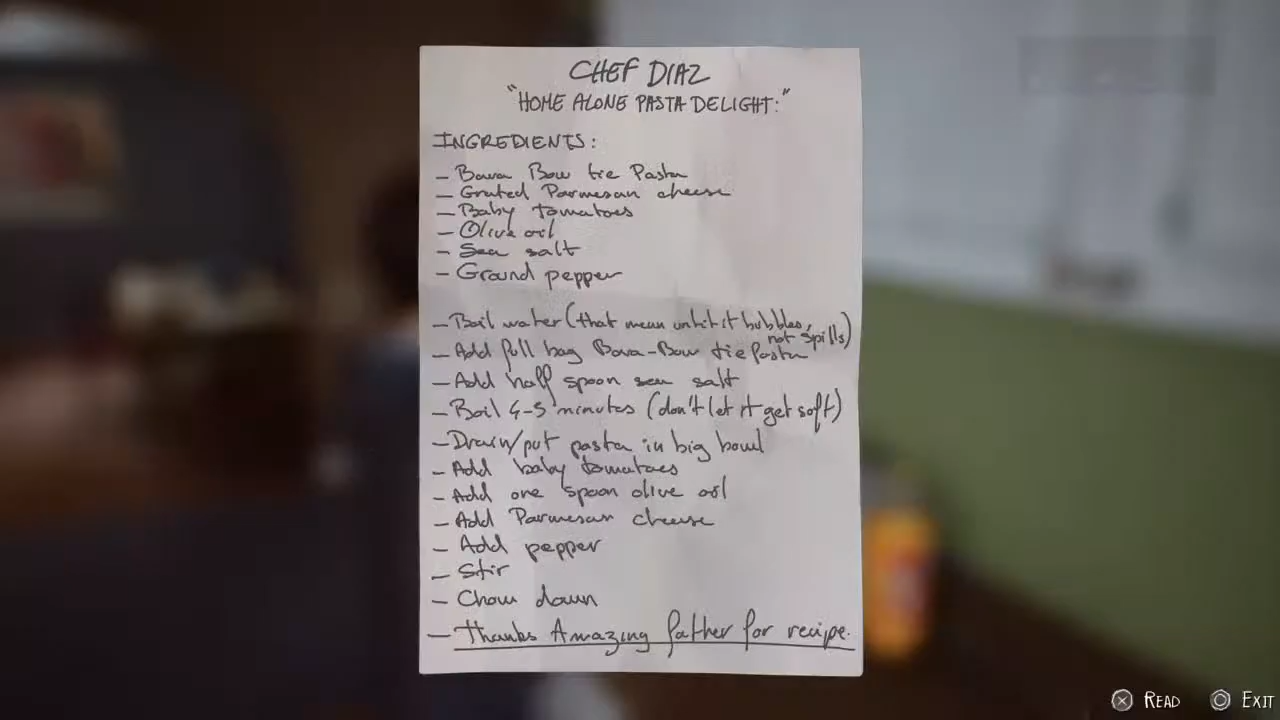 CHEF DIAZ
"HOME ALONE PASTA DELIGHT:"
INGREDIENTS:
- Bava Bow tie Pasta
- Grated Parmesan cheese
- Baby tomatoes
- Olive oil
- Sea salt
- Ground pepper
- Boil water (that mean until it bubbles,
not spills)
- Add full bag Bava-Bow tie Pasta
- Add half spoon sea salt
- Boil 4-5 minutes (don't let it get soft)
- Drain/put pasta in big bowl
- Add baby tomatoes
- Add one spoon olive oil
- Add Parmesan cheese
- Add pepper
- Stir
- Chow down
- Thanks Amazing father for recipe.
READ EXIT